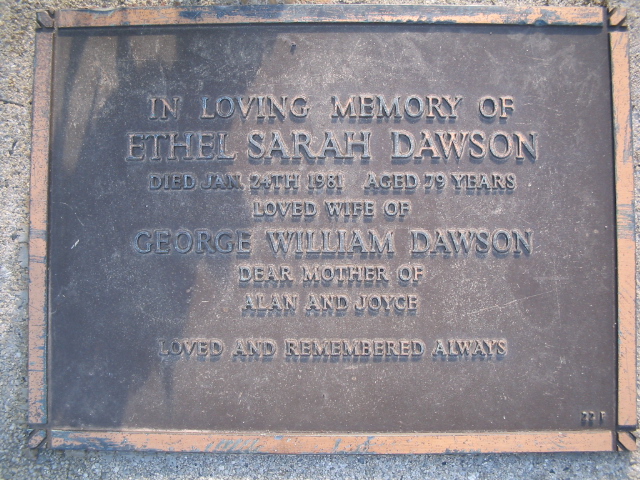 IN LOVING MEMORY OF
ETHEL SARAH DAWSON
DIED JAN. 24TH 1981 AGED 79 YEARS
LOVED WIFE OF
GEORGE WILLIAM DAWSON
DEAR MOTHER OF
ALAN AND JOYCE
LOVED AND REMEMBERED ALWAYS